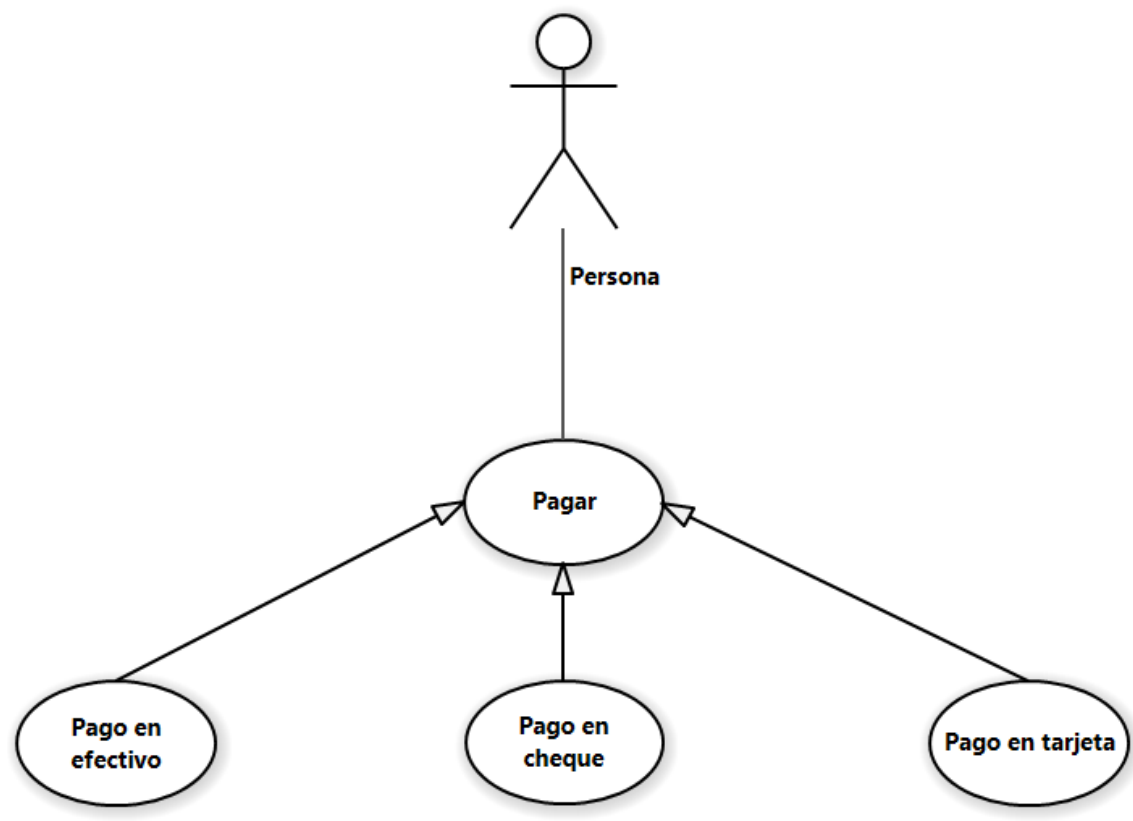 Persona
Pagar
Pago en
efectivo
Pago en
cheque
Pago en tarjeta